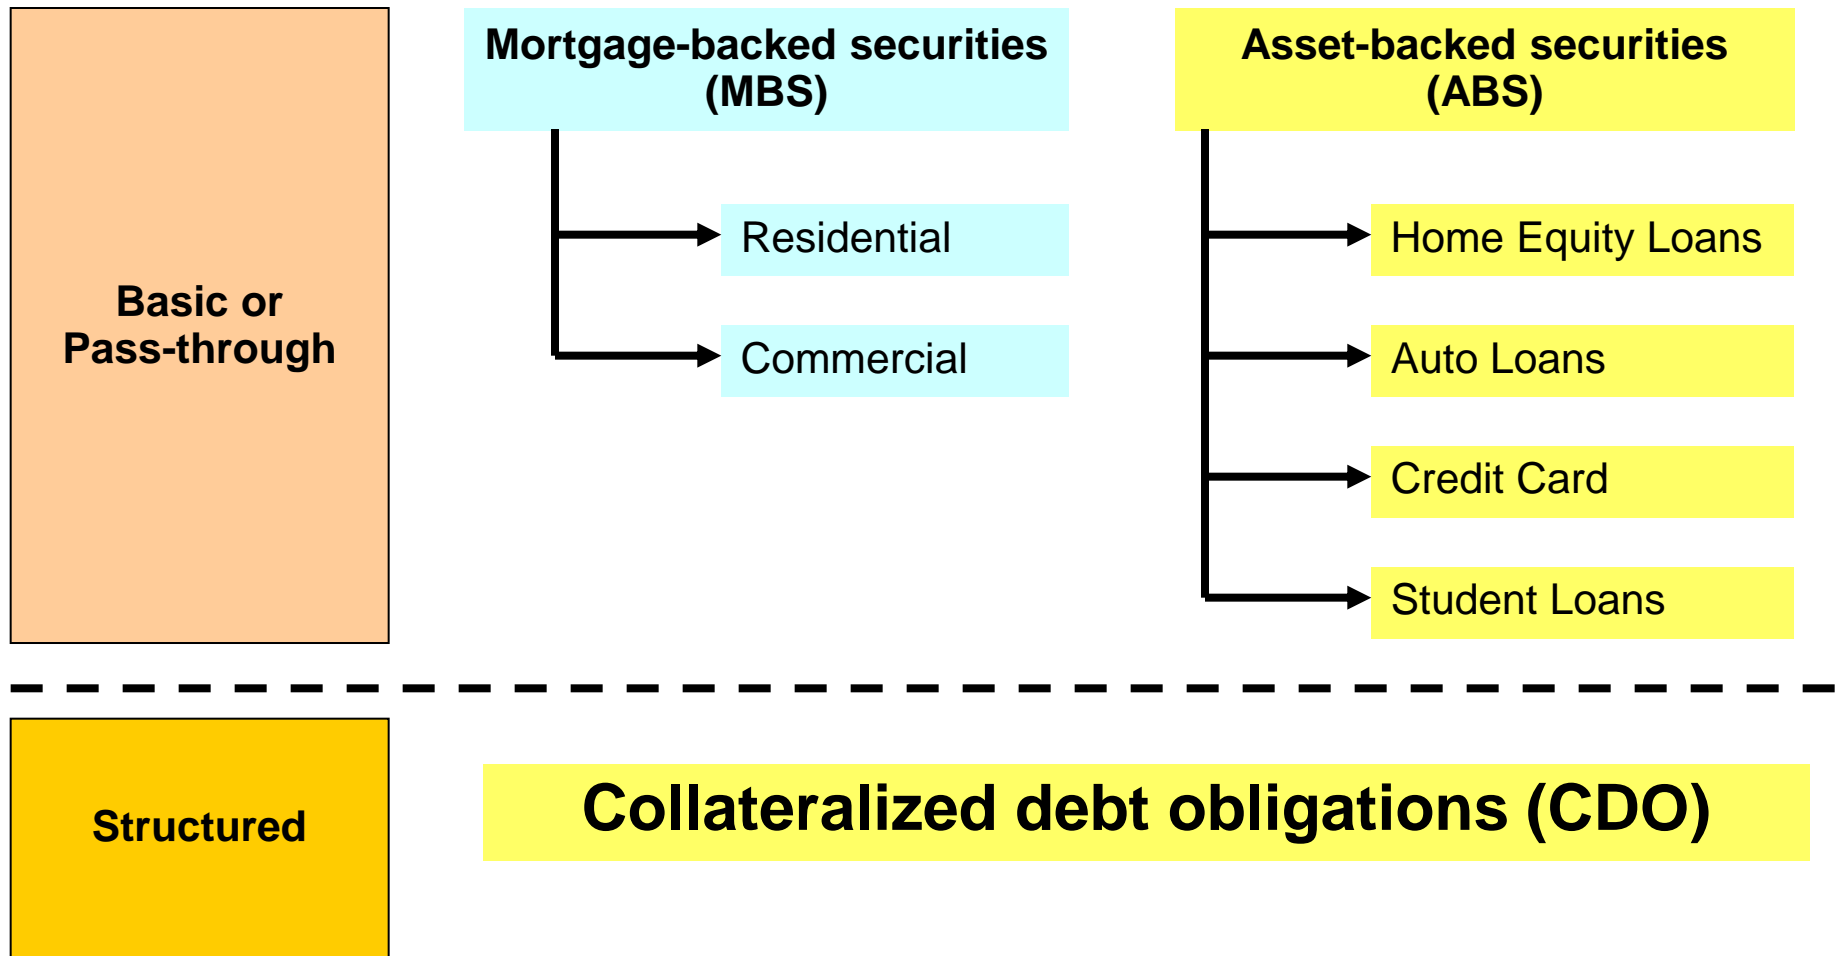 Basic or
Pass-through
Mortgage-backed securities
(MBS)
Residential
Commercial
Asset-backed securities
(ABS)
Home Equity Loans
Auto Loans
Credit Card
Student Loans
Structured
Collateralized debt obligations (CDO)